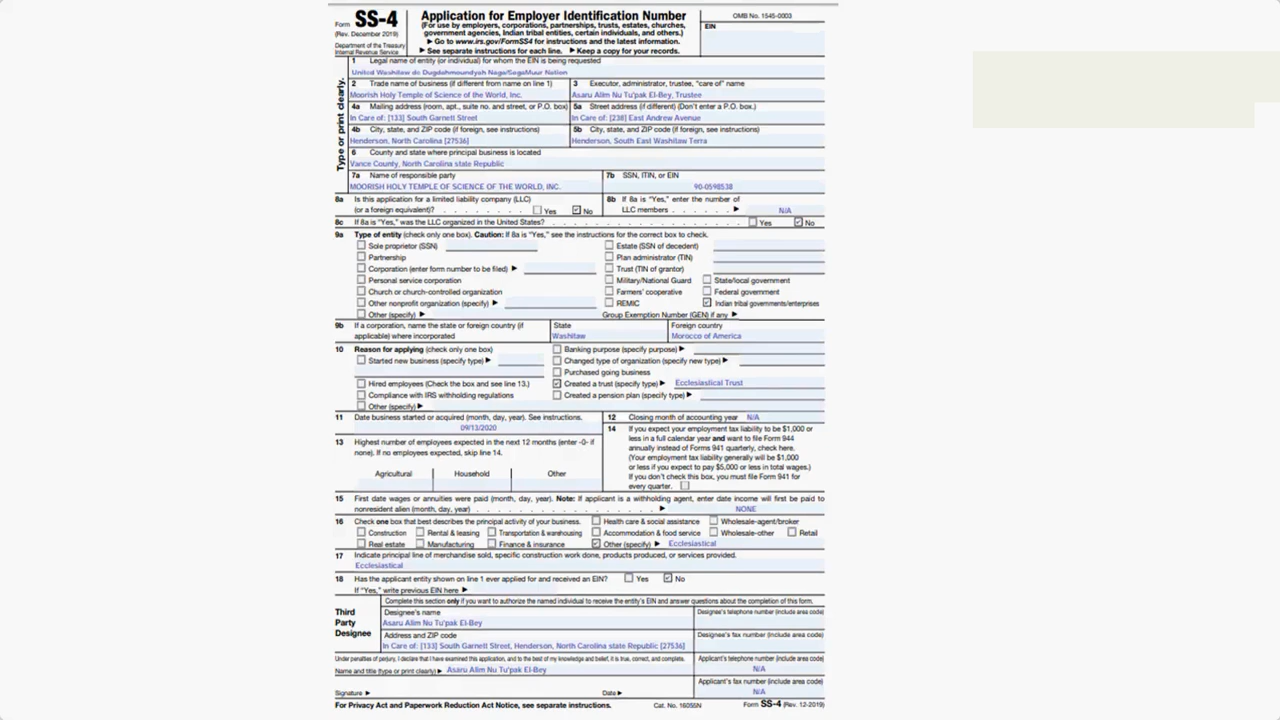 Form SS-4
(Rev. December 2019)
Department of the Treasury
Internal Revenue Service
Application for Employer Identification Number
(For use by employers, corporations, partnerships, trusts, estates, churches,
government agencies, Indian tribal entities, certain individuals, and others.)
▶ Go to www.irs.gov/FormSS4 for instructions and the latest information.
▶ See separate instructions for each line. ▶ Keep a copy for your records.
OMB No. 1545-0003
EIN
Type or print clearly.
1 Legal name of entity (or individual) for whom the EIN is being requested
United Washitaw de Dugdahmoundyah Naga/SagaMuur Nation
2 Trade name of business (if different from name on line 1)
Moorish Holy Temple of Science of the World, Inc.
3 Executor, administrator, trustee, "care of" name
Asaru Alim Nu Tu'pak El-Bey, Trustee
4a Mailing address (room, apt., suite no. and street, or P.O. box)
In Care of: [133] South Garnett Street
5a Street address (if different) (Don't enter a P.O. box.)
In Care of: [238] East Andrew Avenue
4b City, state, and ZIP code (if foreign, see instructions)
Henderson, North Carolina [27536]
5b City, state, and ZIP code (if foreign, see instructions)
Henderson, South East Washitaw Terra
6 County and state where principal business is located
Vance County, North Carolina state Republic
7a Name of responsible party
MOORISH HOLY TEMPLE OF SCIENCE OF THE WORLD, INC.
7b SSN, ITIN, or EIN
90-0598538
8a Is this application for a limited liability company (LLC)
(or a foreign equivalent)? . . . . . . . . Yes No
8b If 8a is "Yes," enter the number of
LLC members . . . . . . ▶ N/A
8c If 8a is "Yes," was the LLC organized in the United States? . . . . . . . . Yes No
9a Type of entity (check only one box). Caution: If 8a is "Yes," see the instructions for the correct box to check.
Sole proprietor (SSN)
Partnership
Corporation (enter form number to be filed) ▶
Personal service corporation
Church or church-controlled organization
Other nonprofit organization (specify) ▶
Other (specify) ▶
Estate (SSN of decedent)
Plan administrator (TIN)
Trust (TIN of grantor)
Military/National Guard State/local government
Farmers' cooperative Federal government
REMIC Indian tribal governments/enterprises
Group Exemption Number (GEN) if any ▶
9b If a corporation, name the state or foreign country (if
applicable) where incorporated
State
Washitaw
Foreign country
Morocco of America
10 Reason for applying (check only one box)
Started new business (specify type) ▶
Hired employees (Check the box and see line 13.)
Compliance with IRS withholding regulations
Other (specify) ▶
Banking purpose (specify purpose) ▶
Changed type of organization (specify new type) ▶
Purchased going business
Created a trust (specify type) ▶ Ecclesiastical Trust
Created a pension plan (specify type) ▶
11 Date business started or acquired (month, day, year). See instructions.
09/13/2020
12 Closing month of accounting year N/A
13 Highest number of employees expected in the next 12 months (enter -0- if
none). If no employees expected, skip line 14.
Agricultural Household Other
14 If you expect your employment tax liability to be $1,000 or
less in a full calendar year and want to file Form 944
annually instead of Forms 941 quarterly, check here.
(Your employment tax liability generally will be $1,000
or less if you expect to pay $5,000 or less in total wages.)
If you don't check this box, you must file Form 941 for
every quarter.
15 First date wages or annuities were paid (month, day, year). Note: If applicant is a withholding agent, enter date income will first be paid to
nonresident alien (month, day, year) . . . . . . . . ▶ NONE
16 Check one box that best describes the principal activity of your business.
Health care & social assistance Wholesale-agent/broker
Construction Rental & leasing Transportation & warehousing Accommodation & food service Wholesale-other Retail
Real estate Manufacturing Finance & insurance Other (specify) ▶ Ecclesiastical
17 Indicate principal line of merchandise sold, specific construction work done, products produced, or services provided.
Ecclesiastical
18 Has the applicant entity shown on line 1 ever applied for and received an EIN? Yes No
If "Yes," write previous EIN here ▶
Third
Party
Designee
Complete this section only if you want to authorize the named individual to receive the entity's EIN and answer questions about the completion of this form.
Designee's name
Asaru Alim Nu Tu'pak El-Bey
Designee's telephone number (include area code)
Address and ZIP code
In Care of: [133] South Garnett Street, Henderson, North Carolina state Republic [27536]
Designee's fax number (include area code)
Under penalties of perjury, I declare that I have examined this application, and to the best of my knowledge and belief, it is true, correct, and complete.
Name and title (type or print clearly) ▶ Asaru Alim Nu Tu'pak El-Bey
Applicant's telephone number (include area code)
N/A
Applicant's fax number (include area code)
N/A
Signature ▶ Date ▶
For Privacy Act and Paperwork Reduction Act Notice, see separate instructions. Cat. No. 16055N Form SS-4 (Rev. 12-2019)